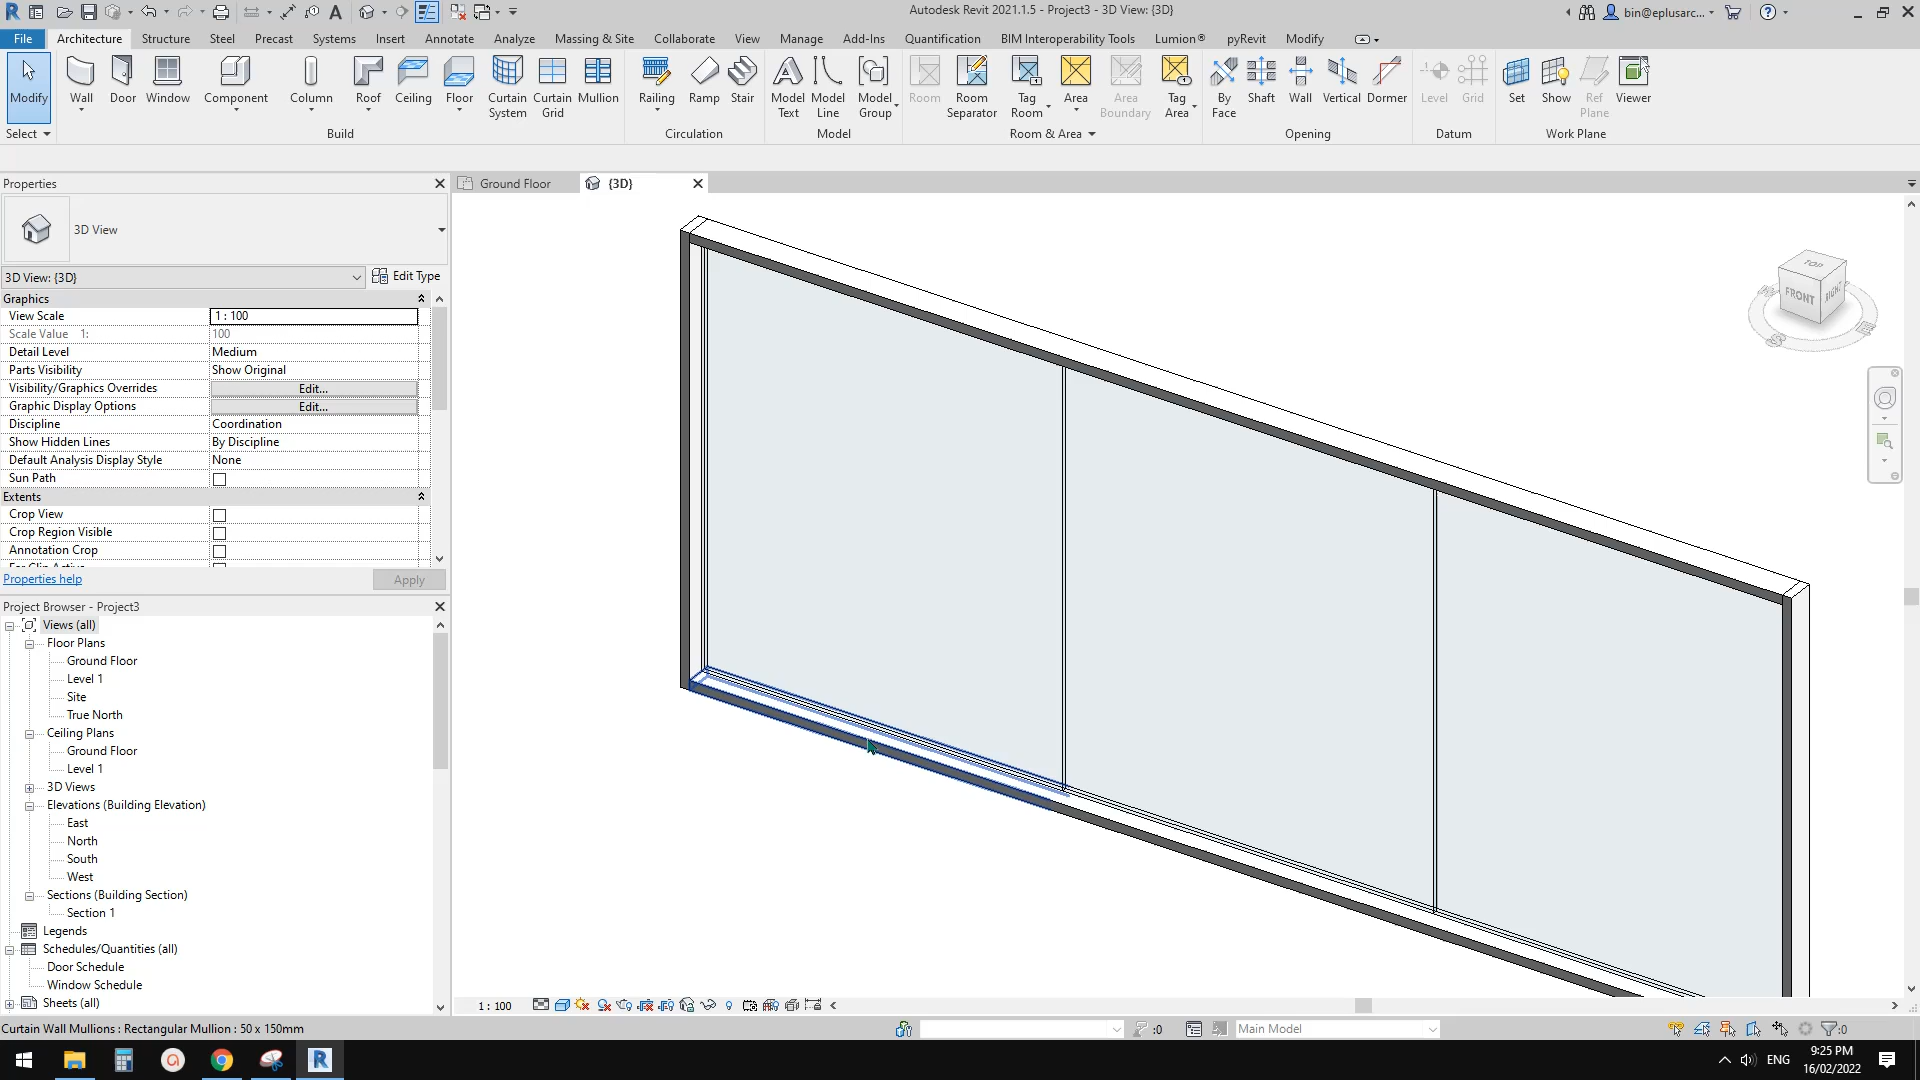 Autodesk Revit 2021.1.5 - Project3 - 3D View: {3D}
bin@eplusarc...
File Architecture Structure Steel Precast Systems Insert Annotate Analyze Massing & Site Collaborate View Manage Add-Ins Quantification BIM Interoperability Tools Lumion® pyRevit Modify
Modify Wall Door Window Component Column Roof Ceiling Floor Curtain System Curtain Grid Mullion Railing Ramp Stair Model Text Model Line Model Group Room Room Separator Tag Room Area Area Boundary Tag Area By Face Shaft Wall Vertical Dormer Level Grid Set Show Ref Plane Viewer
Select Build Circulation Model Room & Area Opening Datum Work Plane
Properties
Ground Floor {3D}
3D View
3D View: {3D} Edit Type
Graphics
View Scale 1 : 100
Scale Value 1: 100
Detail Level Medium
Parts Visibility Show Original
Visibility/Graphics Overrides Edit...
Graphic Display Options Edit...
Discipline Coordination
Show Hidden Lines By Discipline
Default Analysis Display Style None
Sun Path
Extents
Crop View
Crop Region Visible
Annotation Crop
Properties help Apply
TOP
FRONT RIGHT
S E
Project Browser - Project3
Views (all)
Floor Plans
Ground Floor
Level 1
Site
True North
Ceiling Plans
Ground Floor
Level 1
3D Views
Elevations (Building Elevation)
East
North
South
West
Sections (Building Section)
Section 1
Legends
Schedules/Quantities (all)
Door Schedule
Window Schedule
Sheets (all)
1 : 100
Curtain Wall Mullions : Rectangular Mullion : 50 x 150mm
:0 Main Model :0
ENG
9:25 PM
16/02/2022